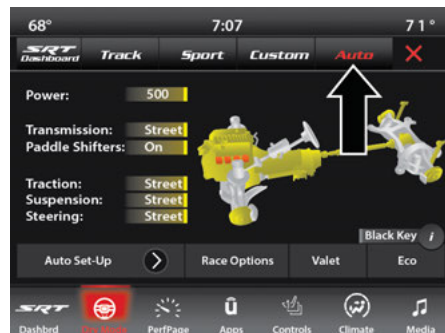 68° 7:07 71°
SRT Dashboard Track Sport Custom Auto X
Power: 500
Transmission: Street
Paddle Shifters: On
Traction: Street
Suspension: Street
Steering: Street
Black Key i
Auto Set-Up Race Options Valet Eco
SRT
Dashbrd Drv Mode PerfPage Apps Controls Climate Media